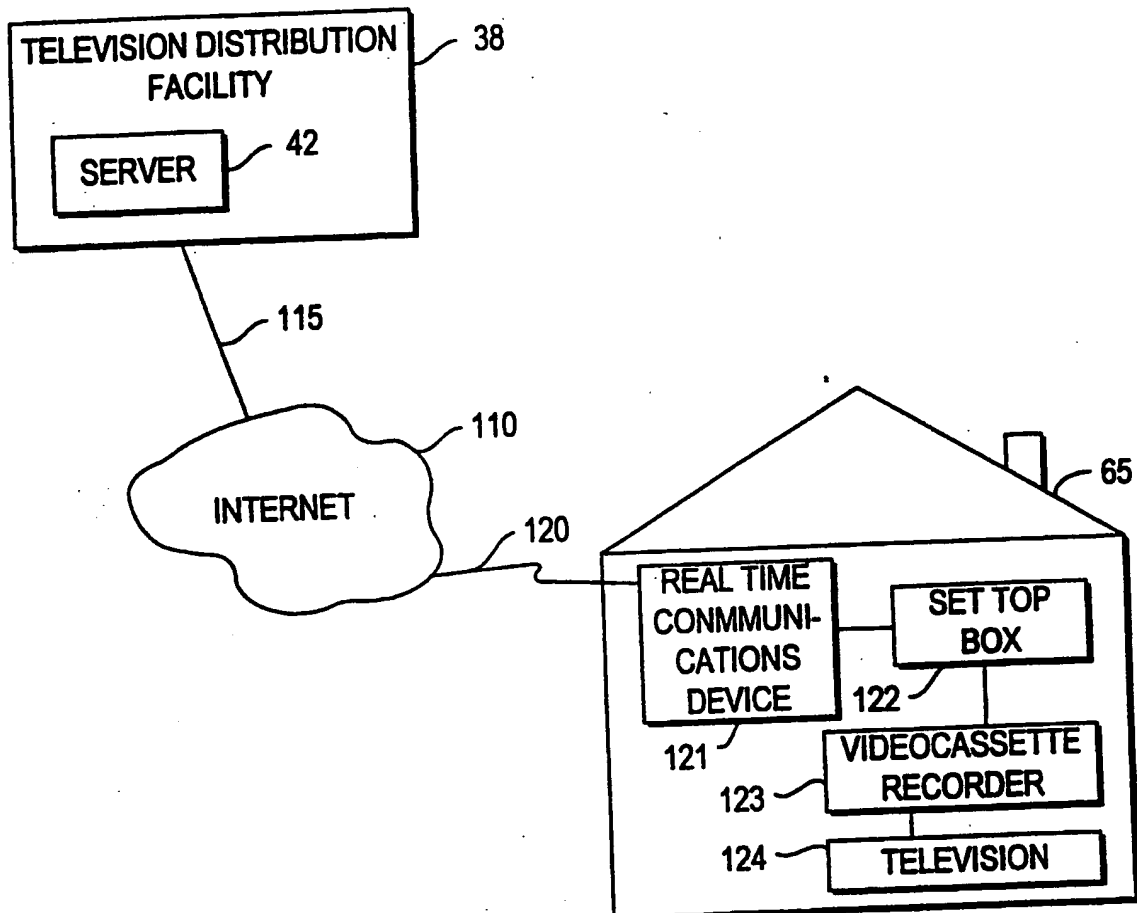 TELEVISION DISTRIBUTION
FACILITY
38
SERVER
42
115
110
INTERNET
120
65
REAL TIME
CONMMUNI-
CATIONS
DEVICE
121
SET TOP
BOX
122
VIDEOCASSETTE
RECORDER
123
TELEVISION
124